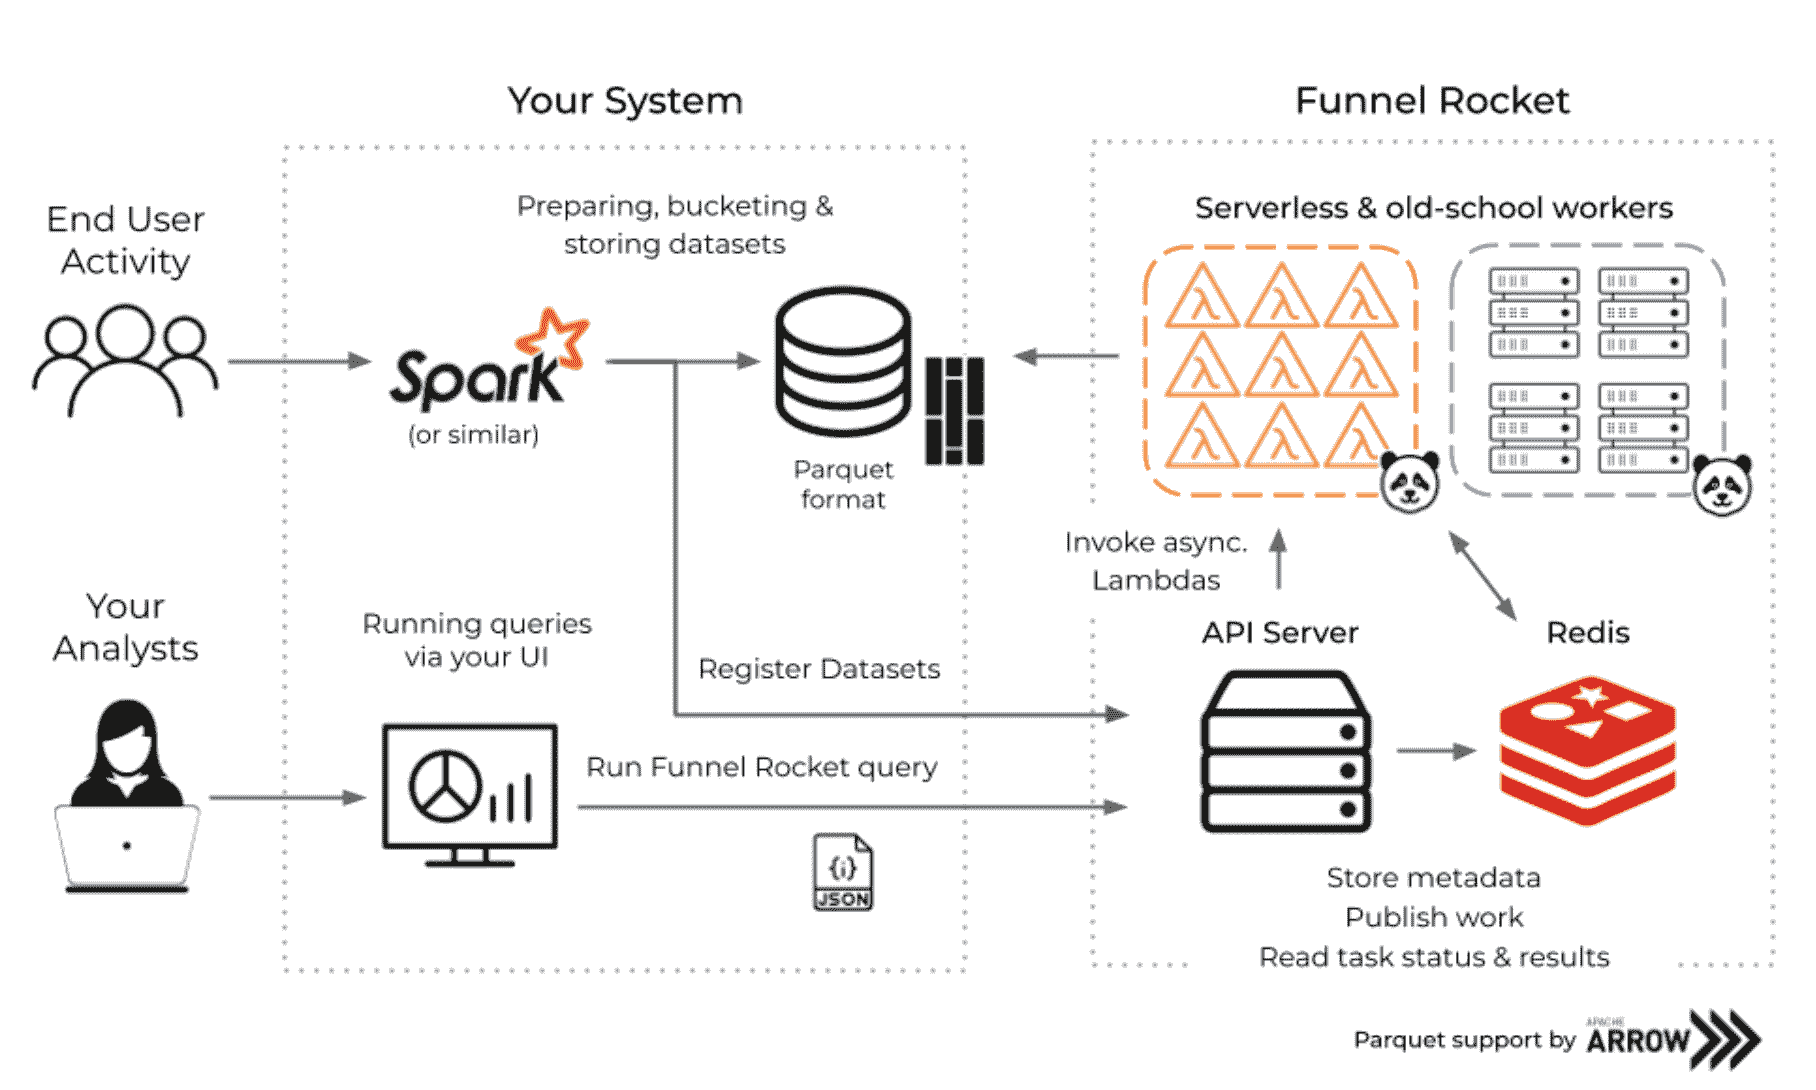 Your System
Funnel Rocket
End User
Activity
Preparing, bucketing &
storing datasets
Spark
(or similar)
Parquet
format
Serverless & old-school workers
Invoke async.
Lambdas
Your
Analysts
Running queries
via your UI
Register Datasets
Run Funnel Rocket query
{i}
JSON
API Server
Redis
Store metadata
Publish work
Read task status & results
Parquet support by
APACHE
ARROW